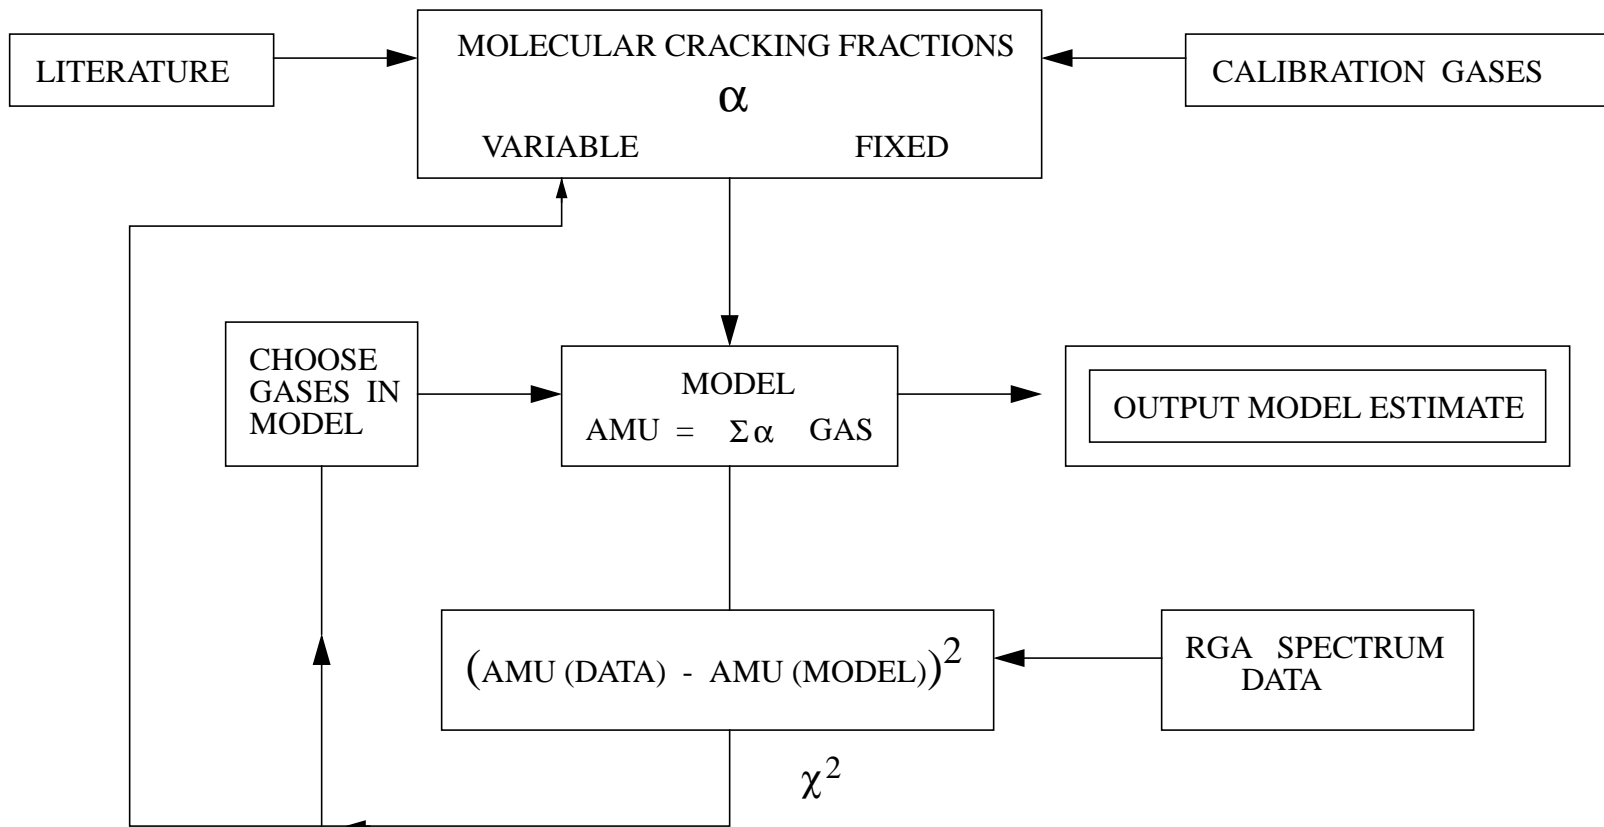 LITERATURE
MOLECULAR CRACKING FRACTIONS
α
VARIABLE FIXED
CALIBRATION GASES
CHOOSE
GASES IN
MODEL
MODEL
AMU = Σα GAS
OUTPUT MODEL ESTIMATE
(AMU (DATA) - AMU (MODEL))²
RGA SPECTRUM
DATA
χ²